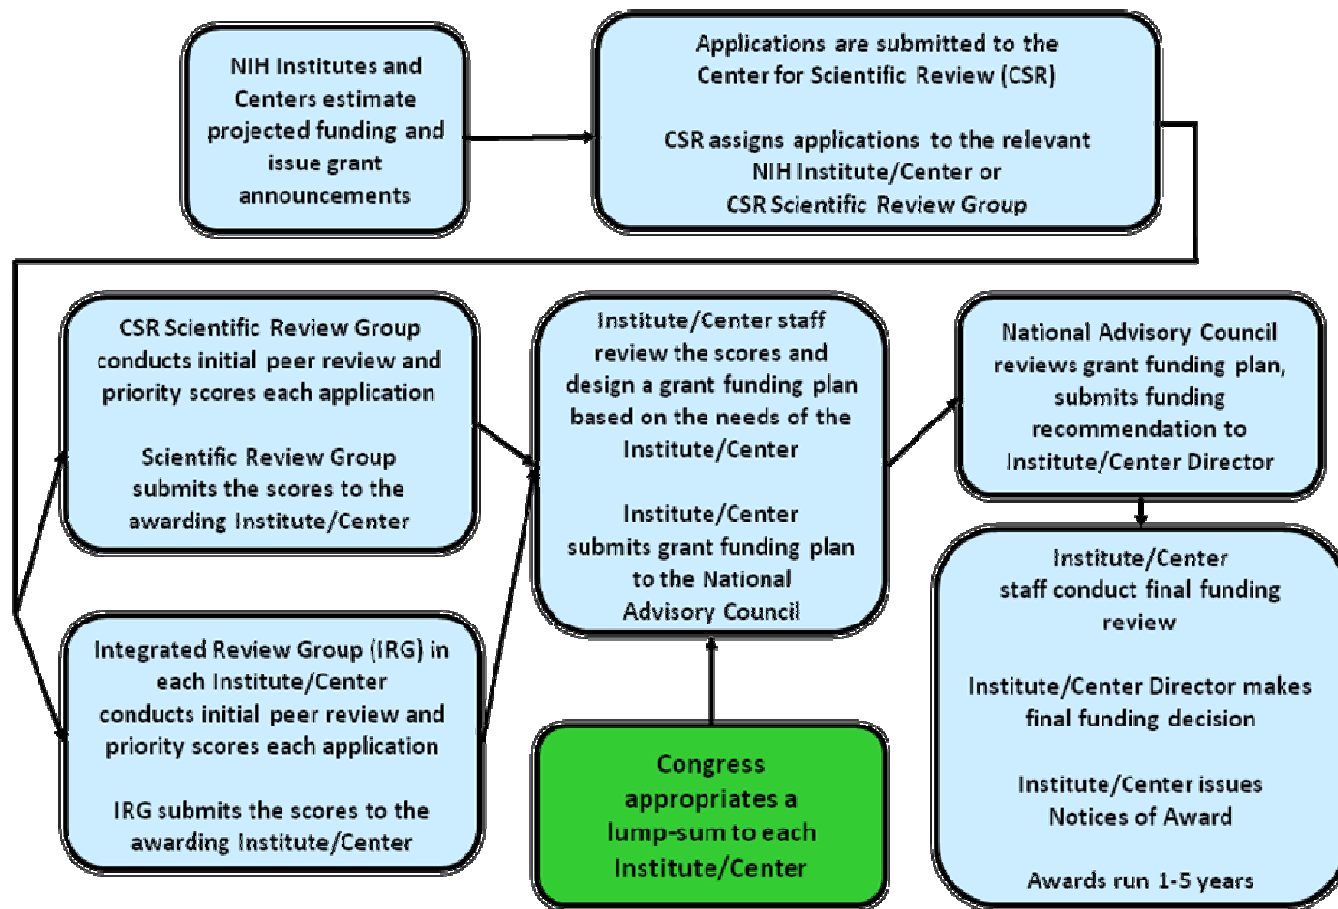 NIH Institutes and
Centers estimate
projected funding and
issue grant
announcements
Applications are submitted to the
Center for Scientific Review (CSR)
CSR assigns applications to the relevant
NIH Institute/Center or
CSR Scientific Review Group
CSR Scientific Review Group
conducts initial peer review and
priority scores each application
Scientific Review Group
submits the scores to the
awarding Institute/Center
Integrated Review Group (IRG) in
each Institute/Center
conducts initial peer review and
priority scores each application
IRG submits the scores to the
awarding Institute/Center
Institute/Center staff
review the scores and
design a grant funding plan
based on the needs of the
Institute/Center
Institute/Center
submits grant funding plan
to the National
Advisory Council
Congress
appropriates a
lump-sum to each
Institute/Center
National Advisory Council
reviews grant funding plan,
submits funding
recommendation to
Institute/Center Director
Institute/Center
staff conduct final funding
review
Institute/Center Director makes
final funding decision
Institute/Center issues
Notices of Award
Awards run 1-5 years